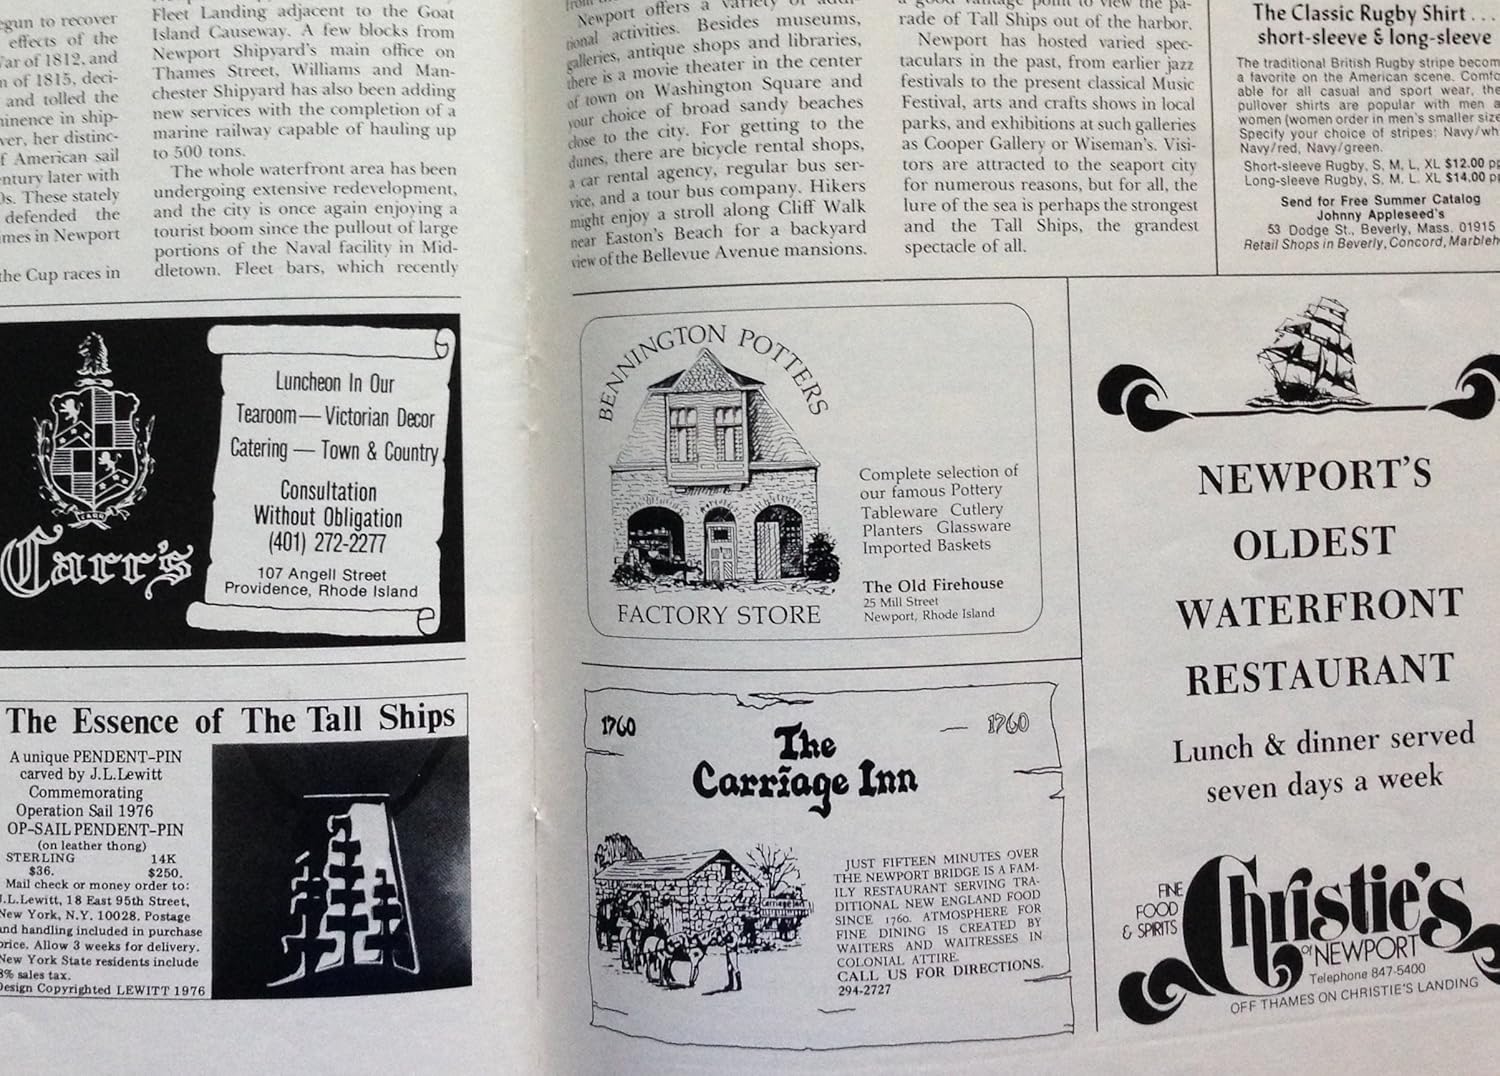 egun to recover
effects of the
ar of 1812, and
n of 1815, deci-
and tolled the
inence in ship-
ver, her distinc-
f American sail
entury later with
0s. These stately
defended the
mes in Newport
the Cup races in
Fleet Landing adjacent to the Goat
Island Causeway. A few blocks from
Newport Shipyard's main office on
Thames Street, Williams and Man-
chester Shipyard has also been adding
new services with the completion of a
marine railway capable of hauling up
to 500 tons.
The whole waterfront area has been
undergoing extensive redevelopment,
and the city is once again enjoying a
tourist boom since the pullout of large
portions of the Naval facility in Mid-
dletown. Fleet bars, which recently
CARR
Carr's
Luncheon In Our
Tearoom — Victorian Decor
Catering — Town & Country
Consultation
Without Obligation
(401) 272-2277
107 Angell Street
Providence, Rhode Island
The Essence of The Tall Ships
A unique PENDENT-PIN
carved by J.L.Lewitt
Commemorating
Operation Sail 1976
OP-SAIL PENDENT-PIN
(on leather thong)
STERLING 14K
$36. $250.
Mail check or money order to:
J.L.Lewitt, 18 East 95th Street,
New York, N.Y. 10028. Postage
and handling included in purchase
price. Allow 3 weeks for delivery.
New York State residents include
8% sales tax.
Design Copyrighted LEWITT 1976
Newport offers a variety of addi-
tional activities. Besides museums,
galleries, antique shops and libraries,
there is a movie theater in the center
of town on Washington Square and
your choice of broad sandy beaches
close to the city. For getting to the
dunes, there are bicycle rental shops,
a car rental agency, regular bus ser-
vice, and a tour bus company. Hikers
might enjoy a stroll along Cliff Walk
near Easton's Beach for a backyard
view of the Bellevue Avenue mansions.
a good vantage point to view the pa-
rade of Tall Ships out of the harbor.
Newport has hosted varied spec-
taculars in the past, from earlier jazz
festivals to the present classical Music
Festival, arts and crafts shows in local
parks, and exhibitions at such galleries
as Cooper Gallery or Wiseman's. Visi-
tors are attracted to the seaport city
for numerous reasons, but for all, the
lure of the sea is perhaps the strongest
and the Tall Ships, the grandest
spectacle of all.
The Classic Rugby Shirt . . .
short-sleeve & long-sleeve
The traditional British Rugby stripe becom
a favorite on the American scene. Comfo
able for all casual and sport wear, the
pullover shirts are popular with men a
women (women order in men's smaller size
Specify your choice of stripes: Navy/wh
Navy/red, Navy/green.
Short-sleeve Rugby, S, M, L, XL $12.00 pp
Long-sleeve Rugby, S, M. L. XL $14.00 pp
Send for Free Summer Catalog
Johnny Appleseed's
53 Dodge St., Beverly, Mass. 01915
Retail Shops in Beverly, Concord, Marbleh
BENNINGTON POTTERS
FACTORY STORE
Complete selection of
our famous Pottery
Tableware Cutlery
Planters Glassware
Imported Baskets
The Old Firehouse
25 Mill Street
Newport, Rhode Island
1760 — 1760
The
Carriage Inn
Carriage Inn
Carriage Inn
JUST FIFTEEN MINUTES OVER
THE NEWPORT BRIDGE IS A FAM-
ILY RESTAURANT SERVING TRA-
DITIONAL NEW ENGLAND FOOD
SINCE 1760. ATMOSPHERE FOR
FINE DINING IS CREATED BY
WAITERS AND WAITRESSES IN
COLONIAL ATTIRE.
CALL US FOR DIRECTIONS.
294-2727
NEWPORT'S
OLDEST
WATERFRONT
RESTAURANT
Lunch & dinner served
seven days a week
FINE
FOOD
& SPIRITS
Christie's
OF NEWPORT
Telephone 847-5400
OFF THAMES ON CHRISTIE'S LANDING